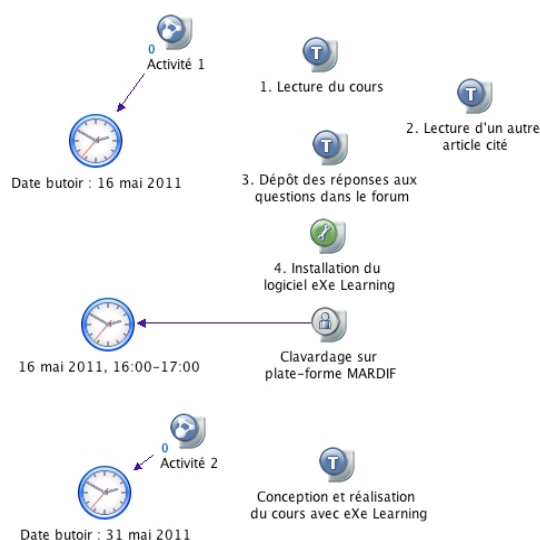 0
Activité 1
T
1. Lecture du cours
T
2. Lecture d'un autre
article cité
Date butoir : 16 mai 2011
T
3. Dépôt des réponses aux
questions dans le forum
4. Installation du
logiciel eXe Learning
16 mai 2011, 16:00-17:00
Clavardage sur
plate-forme MARDIF
0
Activité 2
T
Conception et réalisation
du cours avec eXe Learning
Date butoir : 31 mai 2011